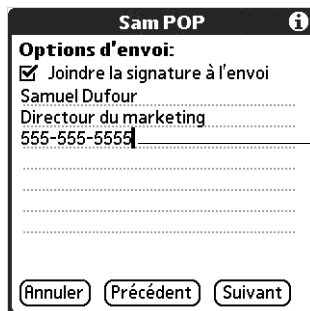 Sam POP
Options d'envoi:
Joindre la signature à l'envoi
Samuel Dufour
Directour du marketing
555-555-5555
Annuler Précédent Suivant